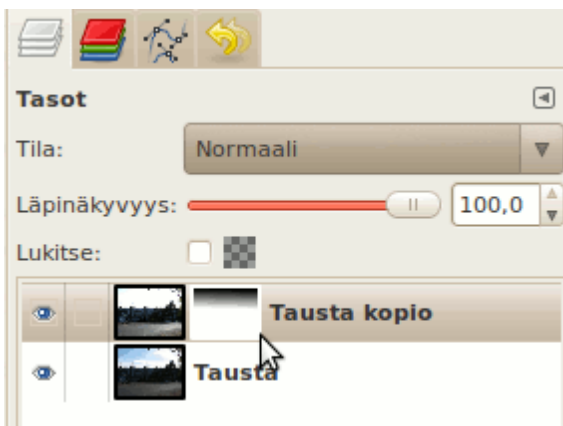 Tasot
Tila: Normaali
Läpinäkyvyys: 100,0
Lukitse:
Tausta kopio
Tausta